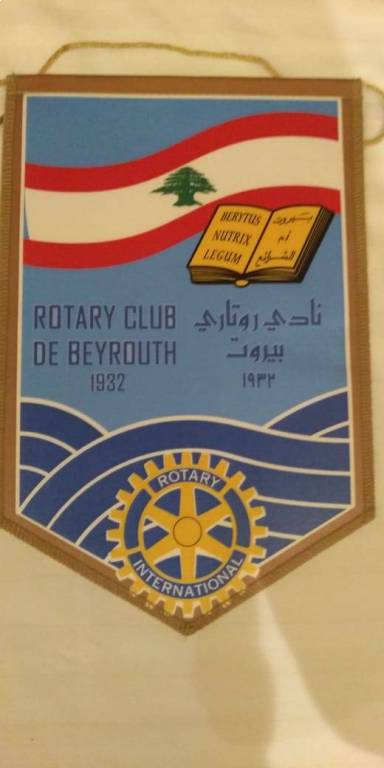 BERYTUS
NUTRIX
LEGUM
بيروت
أم
الشرائع
ROTARY CLUB
DE BEYROUTH
1932
نادي روتاري
بيروت
١٩٣٢
ROTARY
INTERNATIONAL